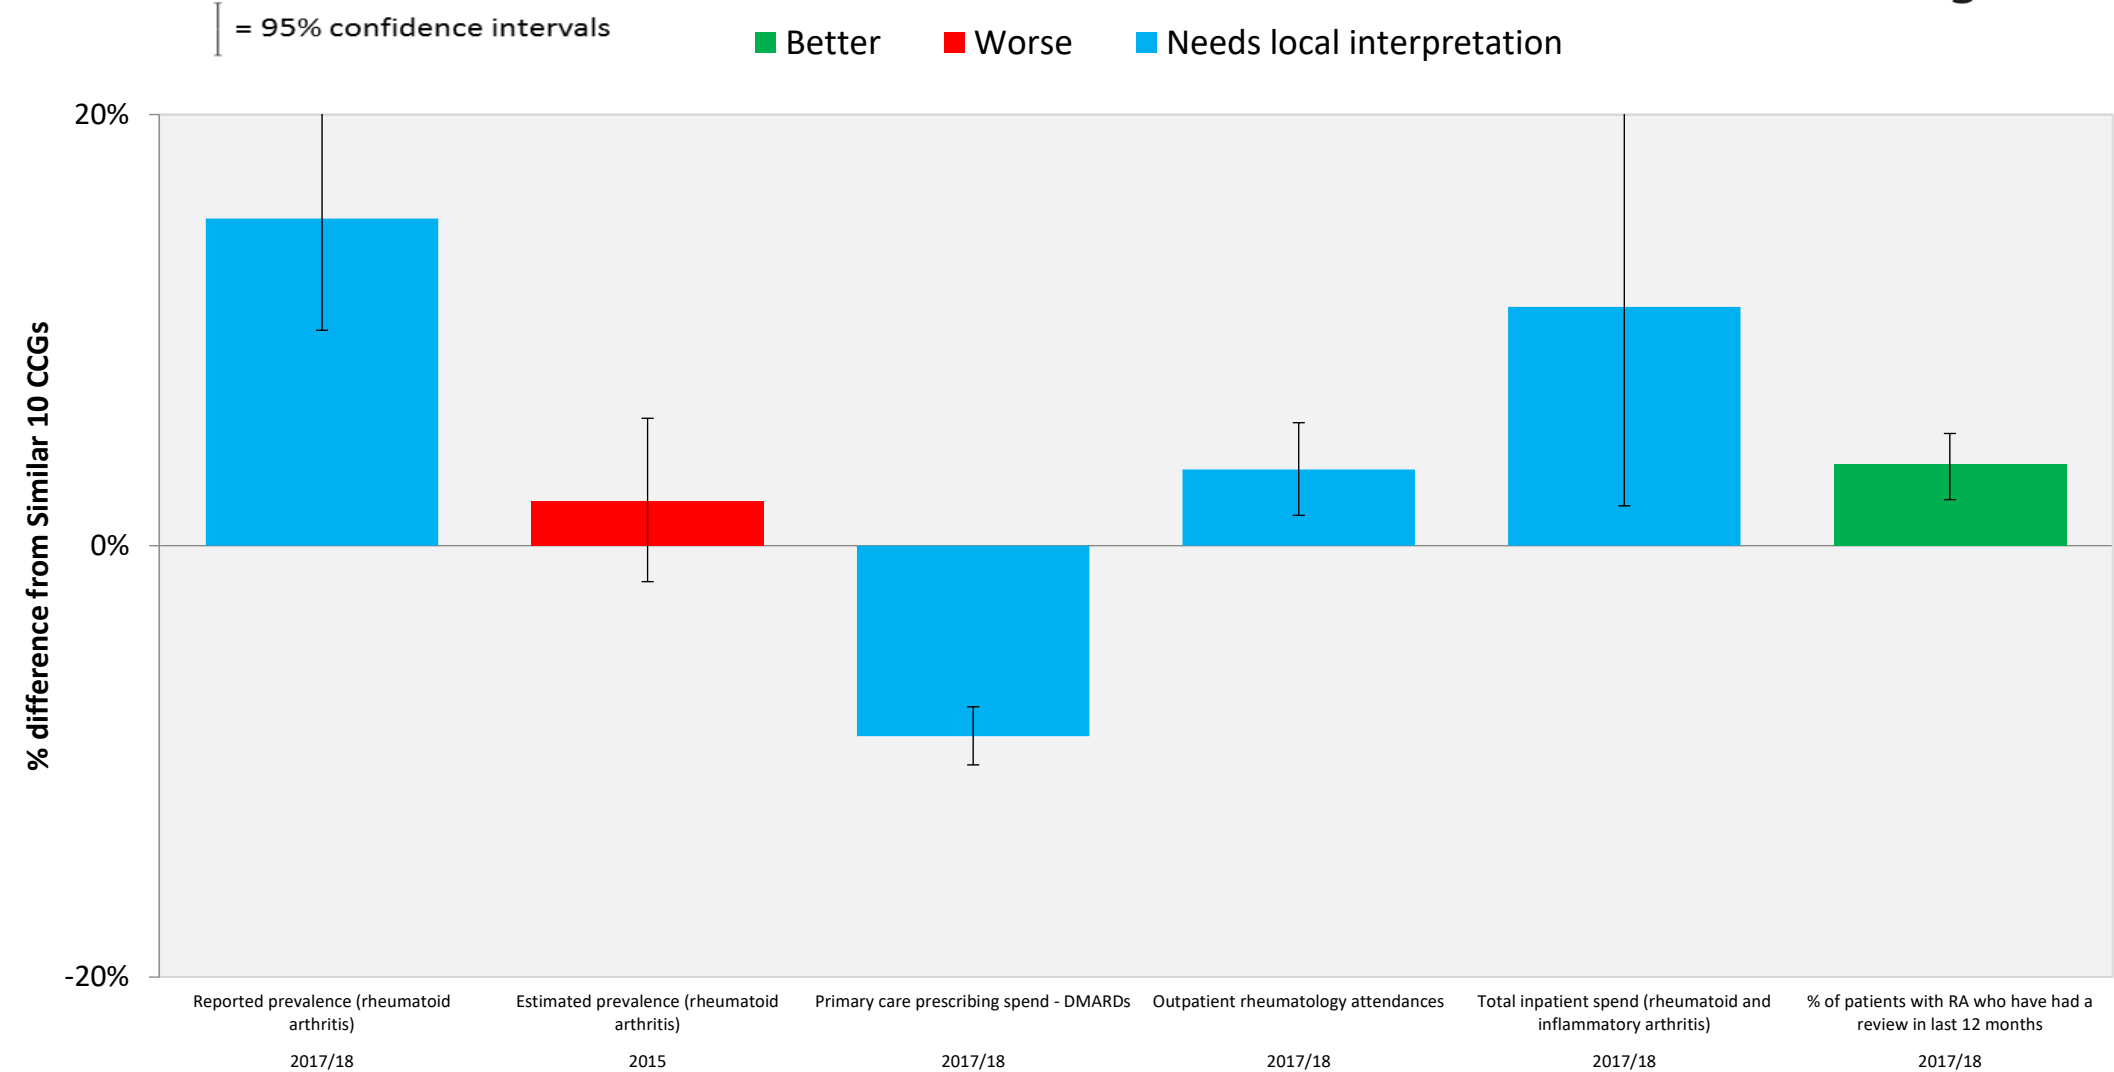 = 95% confidence intervals
Better
Worse
Needs local interpretation
20%
0%
-20%
% difference from Similar 10 CCGs
Reported prevalence (rheumatoid
arthritis)
2017/18
Estimated prevalence (rheumatoid
arthritis)
2015
Primary care prescribing spend - DMARDs
2017/18
Outpatient rheumatology attendances
2017/18
Total inpatient spend (rheumatoid and
inflammatory arthritis)
2017/18
% of patients with RA who have had a
review in last 12 months
2017/18